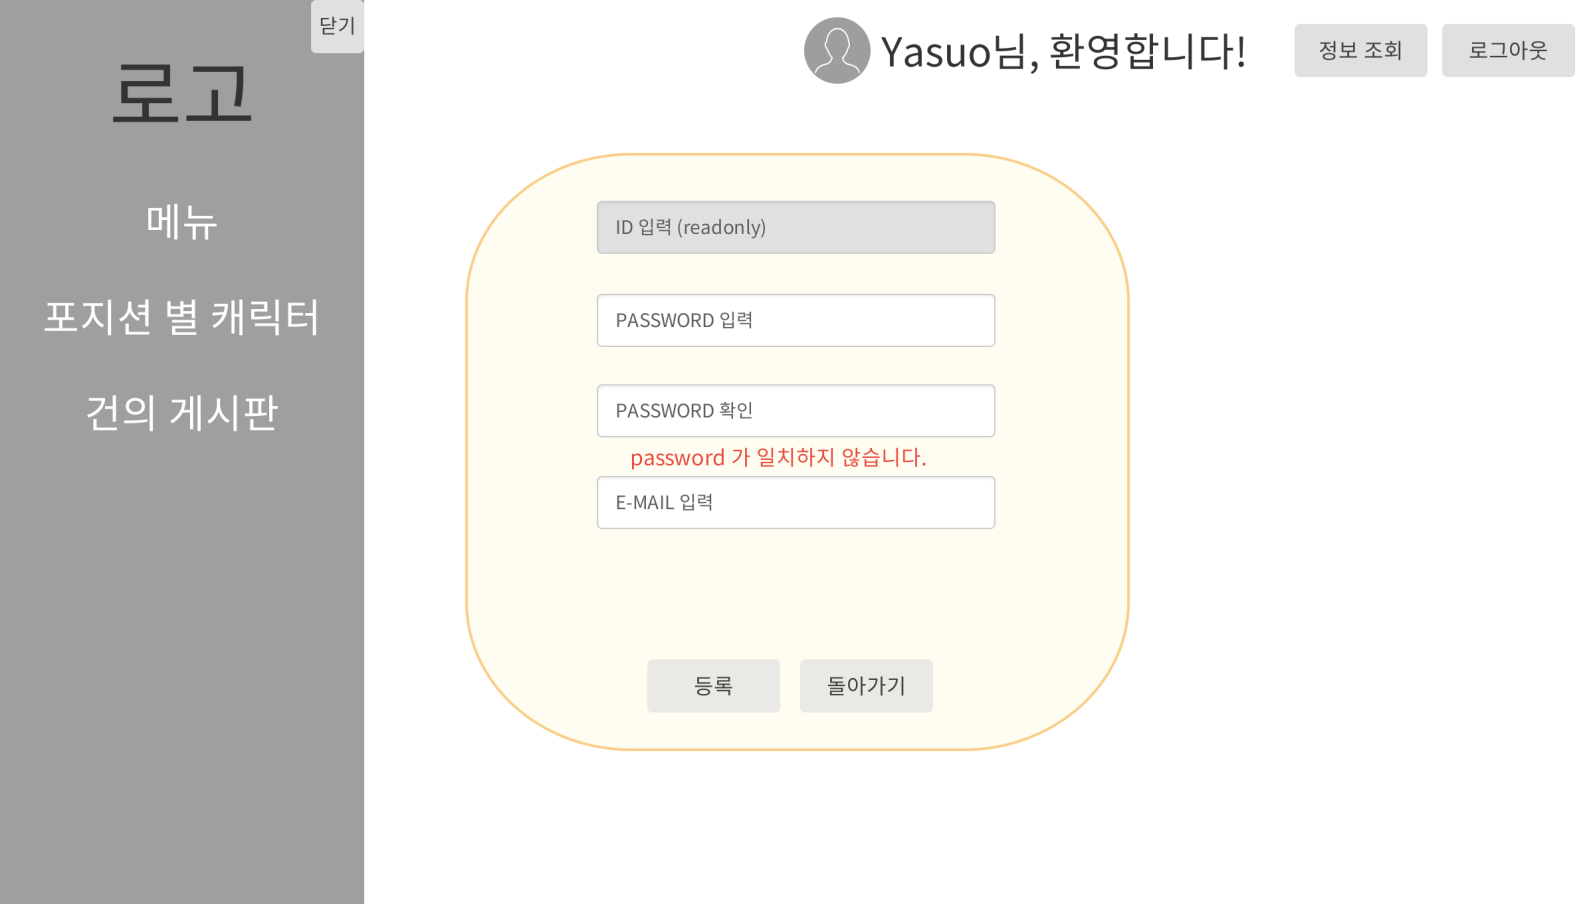 닫기
로고
메뉴
포지션 별 캐릭터
건의 게시판
Yasuo님, 환영합니다!
정보 조회
로그아웃
ID 입력 (readonly)
PASSWORD 입력
PASSWORD 확인
password 가 일치하지 않습니다.
E-MAIL 입력
등록
돌아가기